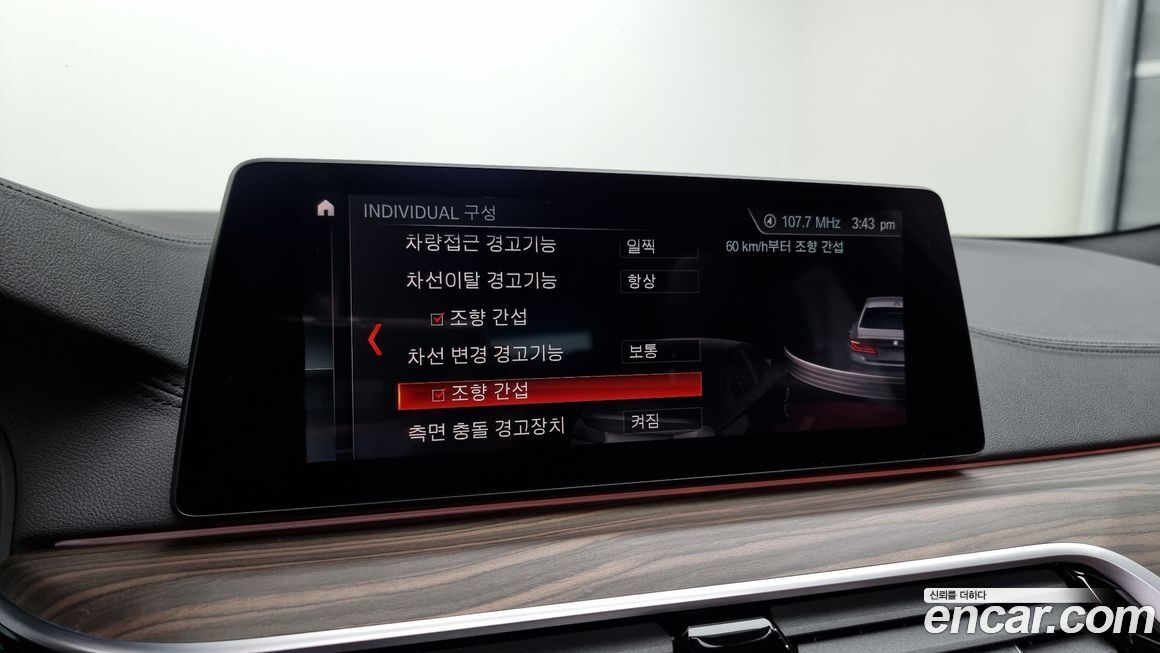 INDIVIDUAL 구성
107.7 MHz 3:43 pm
차량접근 경고기능 일찍
60 km/h부터 조향 간섭
차선이탈 경고기능 항상
조향 간섭
차선 변경 경고기능 보통
조향 간섭
측면 충돌 경고장치 켜짐
신뢰를 더하다
encar.com